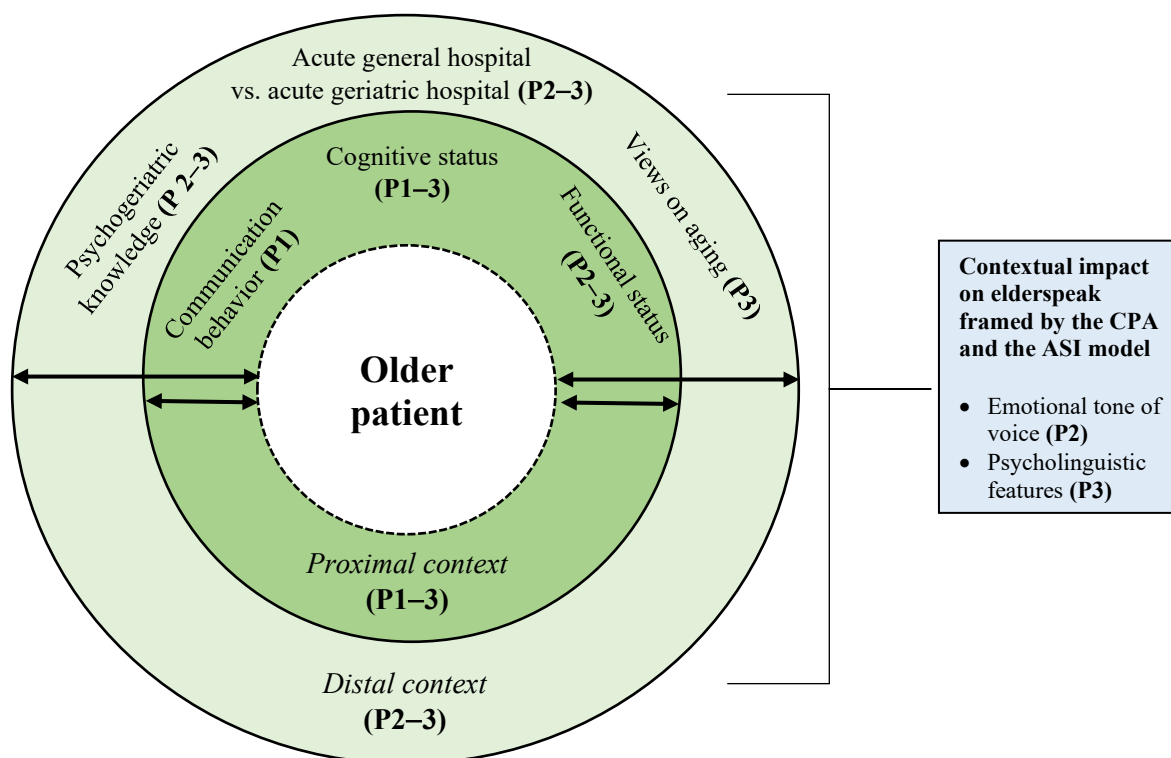 Acute general hospital
vs. acute geriatric hospital (P2–3)
Psychogeriatric
knowledge (P 2–3)
Cognitive status
(P1–3)
Views on aging (P3)
Communication
behavior (P1)
Functional status
(P2–3)
Older
patient
Proximal context
(P1–3)
Distal context
(P2–3)
Contextual impact
on elderspeak
framed by the CPA
and the ASI model
• Emotional tone of
voice (P2)
• Psycholinguistic
features (P3)